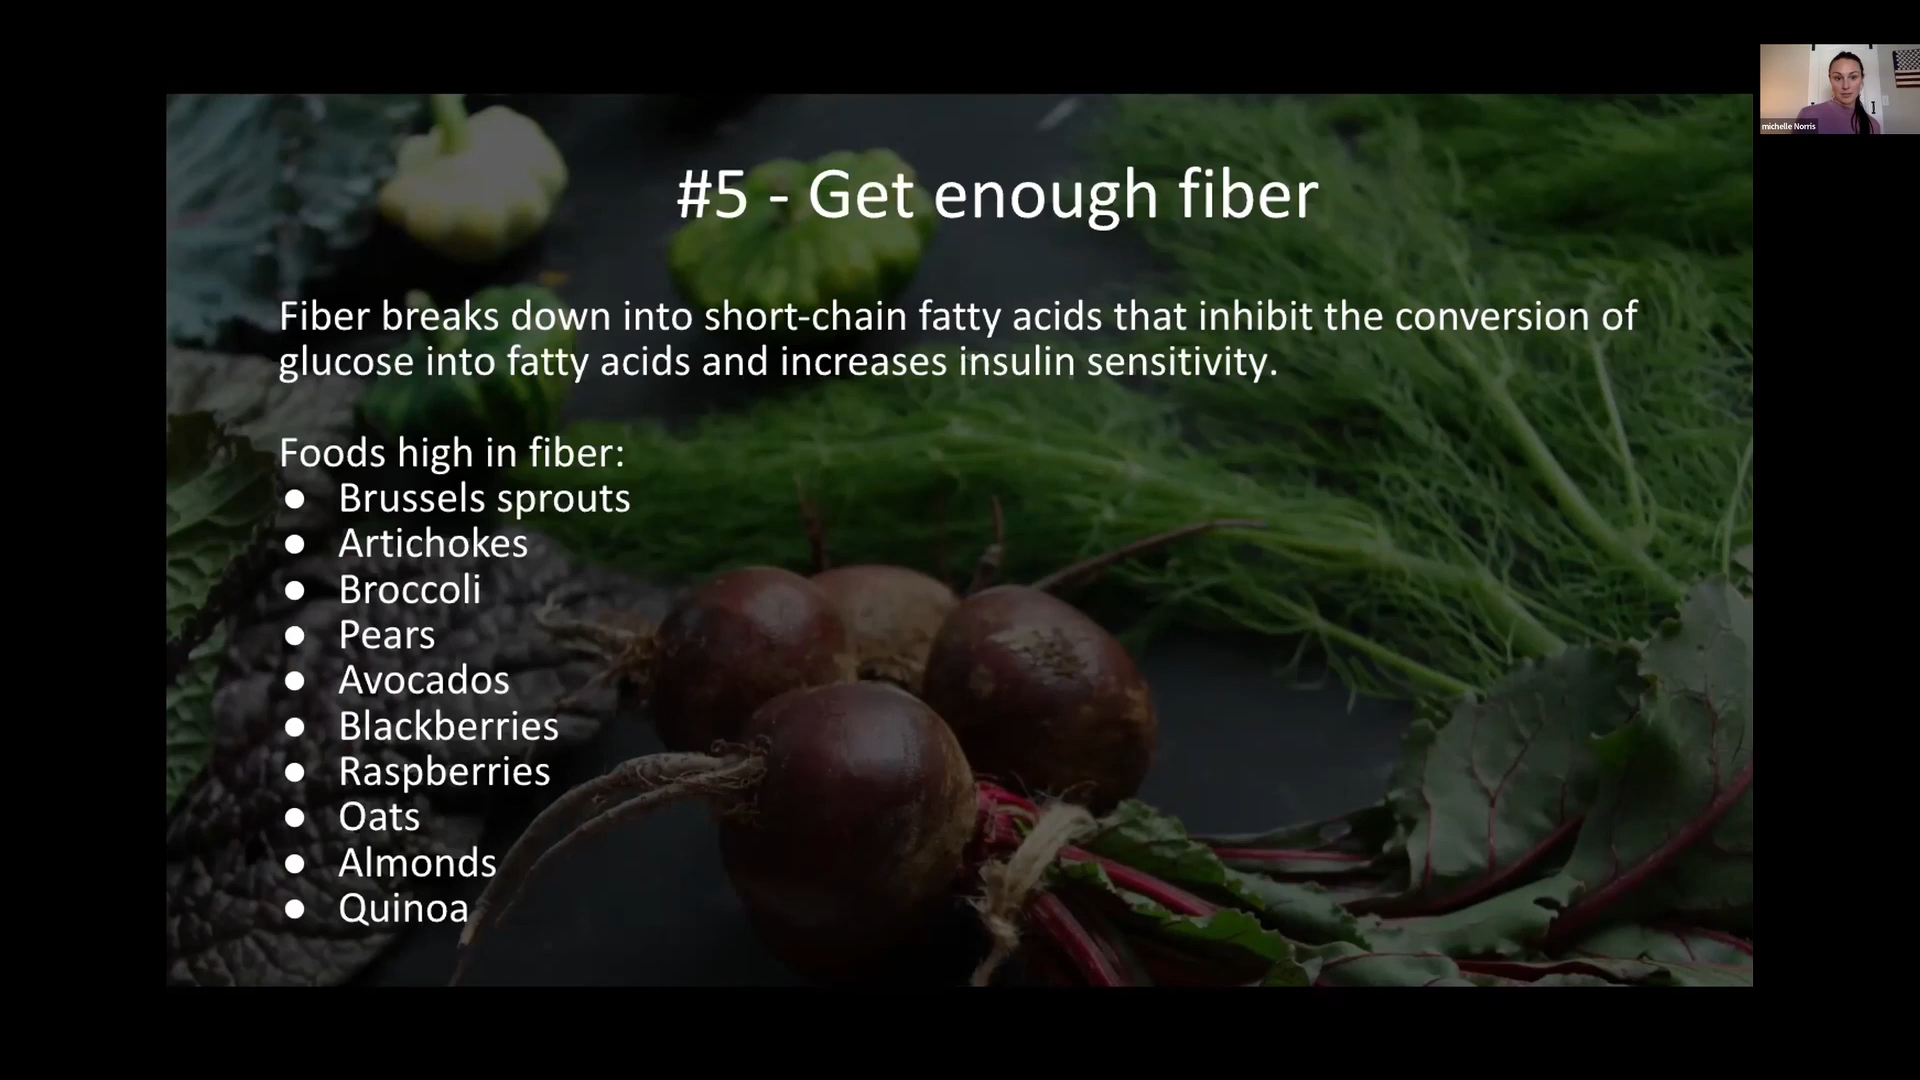 michelle Norris
#5 - Get enough fiber
Fiber breaks down into short-chain fatty acids that inhibit the conversion of
glucose into fatty acids and increases insulin sensitivity.
Foods high in fiber:
● Brussels sprouts
● Artichokes
● Broccoli
● Pears
● Avocados
● Blackberries
● Raspberries
● Oats
● Almonds
● Quinoa